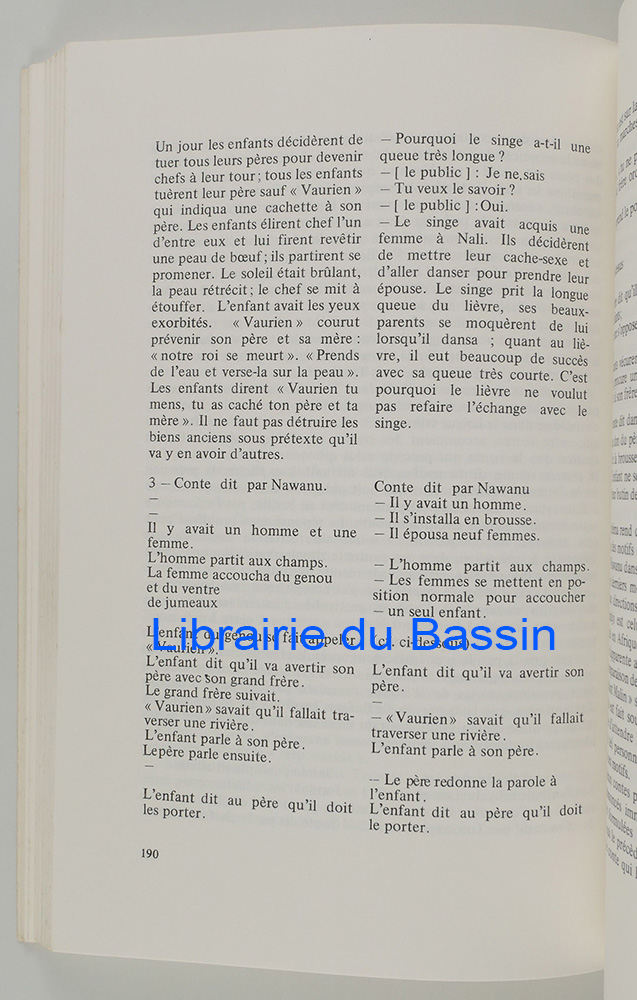 Un jour les enfants décidèrent de
tuer tous leurs pères pour devenir
chefs à leur tour ; tous les enfants
tuèrent leur père sauf « Vaurien »
qui indiqua une cachette à son
père. Les enfants élirent chef l'un
d'entre eux et lui firent revêtir
une peau de bœuf ; ils partirent se
promener. Le soleil était brûlant,
la peau rétrécit ; le chef se mit à
étouffer. L'enfant avait les yeux
exorbités. « Vaurien » courut
prévenir son père et sa mère :
« notre roi se meurt ». « Prends
de l'eau et verse-la sur la peau ».
Les enfants dirent « Vaurien tu
mens, tu as caché ton père et ta
mère ». Il ne faut pas détruire les
biens anciens sous prétexte qu'il
va y en avoir d'autres.
3 – Conte dit par Nawanu.
–
–
Il y avait un homme et une
femme.
L'homme partit aux champs.
La femme accoucha du genou
et du ventre
de jumeaux
L'enfant du genou se fait appeler
« Vaurien ».
L'enfant dit qu'il va avertir son
père avec son grand frère.
Le grand frère suivait.
« Vaurien » savait qu'il fallait tra-
verser une rivière.
L'enfant parle à son père.
Lepère parle ensuite.
–
L'enfant dit au père qu'il doit
les porter.
190
– Pourquoi le singe a-t-il une
queue très longue ?
– [ le public ] : Je ne sais
– Tu veux le savoir ?
– [ le public ] : Oui.
– Le singe avait acquis une
femme à Nali. Ils décidèrent
de mettre leur cache-sexe et
d'aller danser pour prendre leur
épouse. Le singe prit la longue
queue du lièvre, ses beaux-
parents se moquèrent de lui
lorsqu'il dansa ; quant au liè-
vre, il eut beaucoup de succès
avec sa queue très courte. C'est
pourquoi le lièvre ne voulut
pas refaire l'échange avec le
singe.
Conte dit par Nawanu
– Il y avait un homme.
– Il s'installa en brousse.
– Il épousa neuf femmes.
– L'homme partit aux champs.
– Les femmes se mettent en po-
sition normale pour accoucher
– un seul enfant.
(cf. ci-dessous)
L'enfant dit qu'il va avertir son
père.
–
– « Vaurien » savait qu'il fallait
traverser une rivière.
L'enfant parle à son père.
– Le père redonne la parole à
l'enfant.
L'enfant dit au père qu'il doit
le porter.
Librairie du Bassin